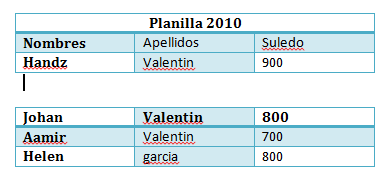 Planilla 2010
Nombres Apellidos Suledo
Handz Valentin 900
Johan Valentin 800
Aamir Valentin 700
Helen garcia 800